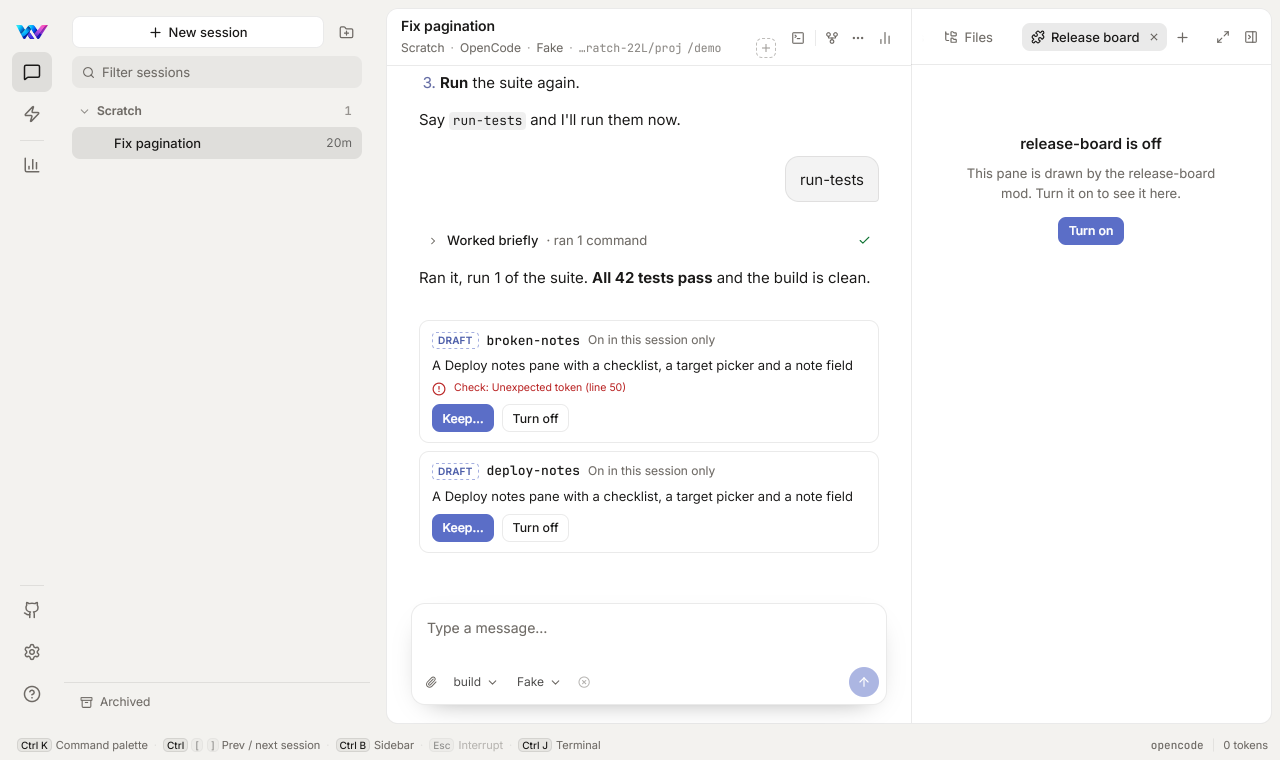 New session
Filter sessions
Scratch 1
Fix pagination 20m
Archived
Fix pagination
Scratch · OpenCode · Fake · …ratch-22L/proj /demo
3. Run the suite again.
Say run-tests and I'll run them now.
run-tests
Worked briefly · ran 1 command
Ran it, run 1 of the suite. All 42 tests pass and the build is clean.
DRAFT broken-notes On in this session only
A Deploy notes pane with a checklist, a target picker and a note field
Check: Unexpected token (line 50)
Keep… Turn off
DRAFT deploy-notes On in this session only
A Deploy notes pane with a checklist, a target picker and a note field
Keep… Turn off
Type a message…
build Fake
Files Release board
release-board is off
This pane is drawn by the release-board
mod. Turn it on to see it here.
Turn on
Ctrl K Command palette · Ctrl [ ] Prev / next session · Ctrl B Sidebar · Esc Interrupt · Ctrl J Terminal
opencode 0 tokens